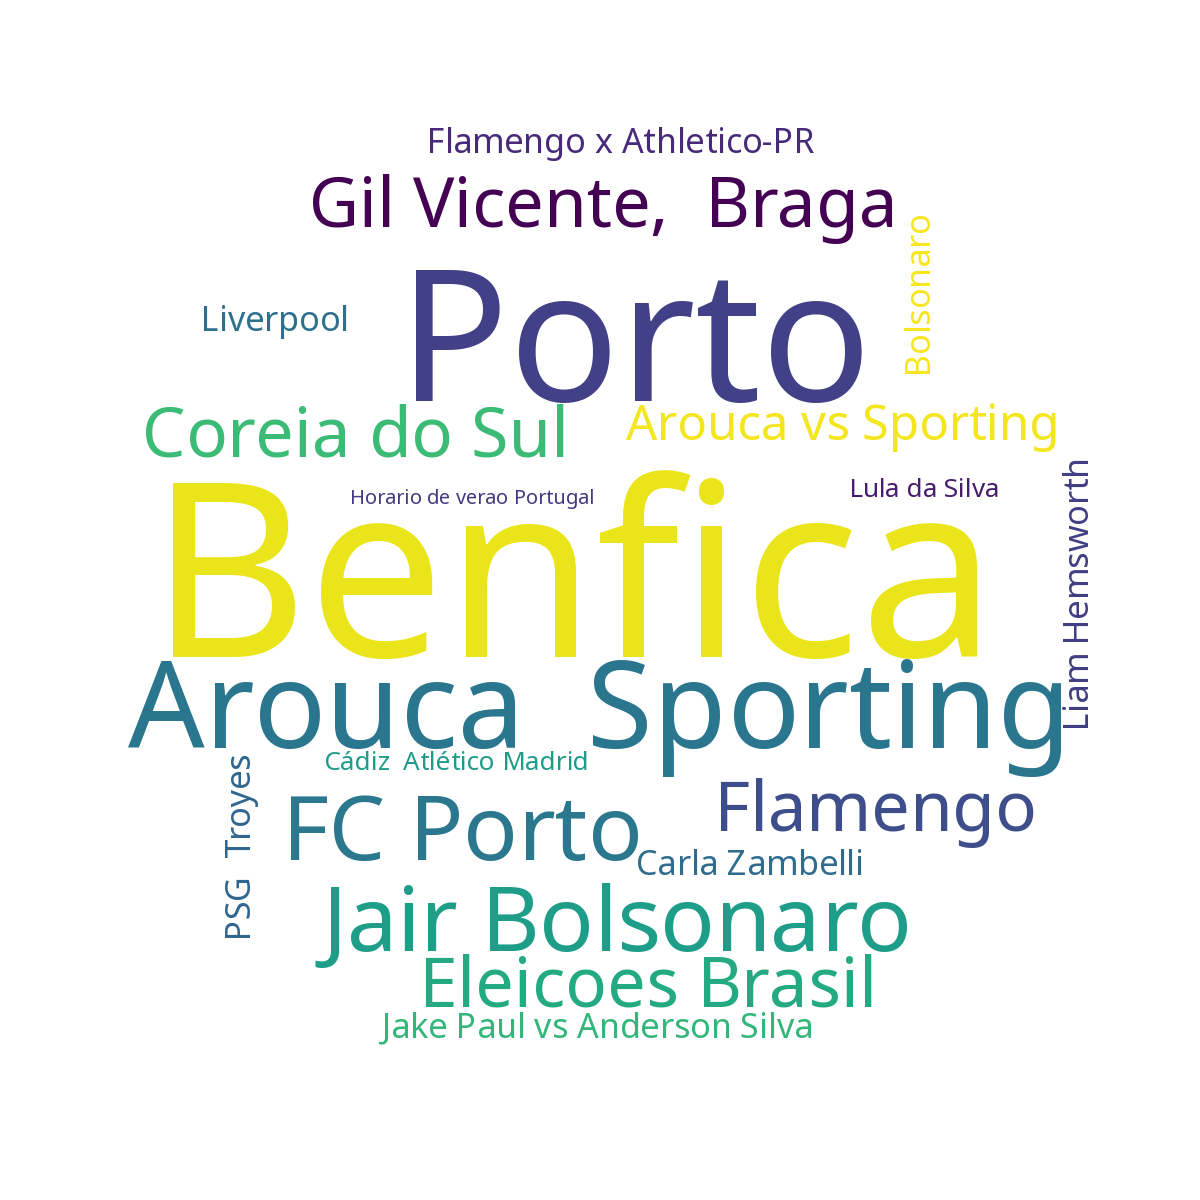 Flamengo x Athletico-PR
Gil Vicente,  Braga
Bolsonaro
Porto
Liverpool
Coreia do Sul
Arouca vs Sporting
Liam Hemsworth
Horario de verao Portugal
Lula da Silva
Benfica
Arouca  Sporting
Cádiz  Atlético Madrid
PSG  Troyes
FC Porto
Flamengo
Carla Zambelli
Jair Bolsonaro
Eleicoes Brasil
Jake Paul vs Anderson Silva